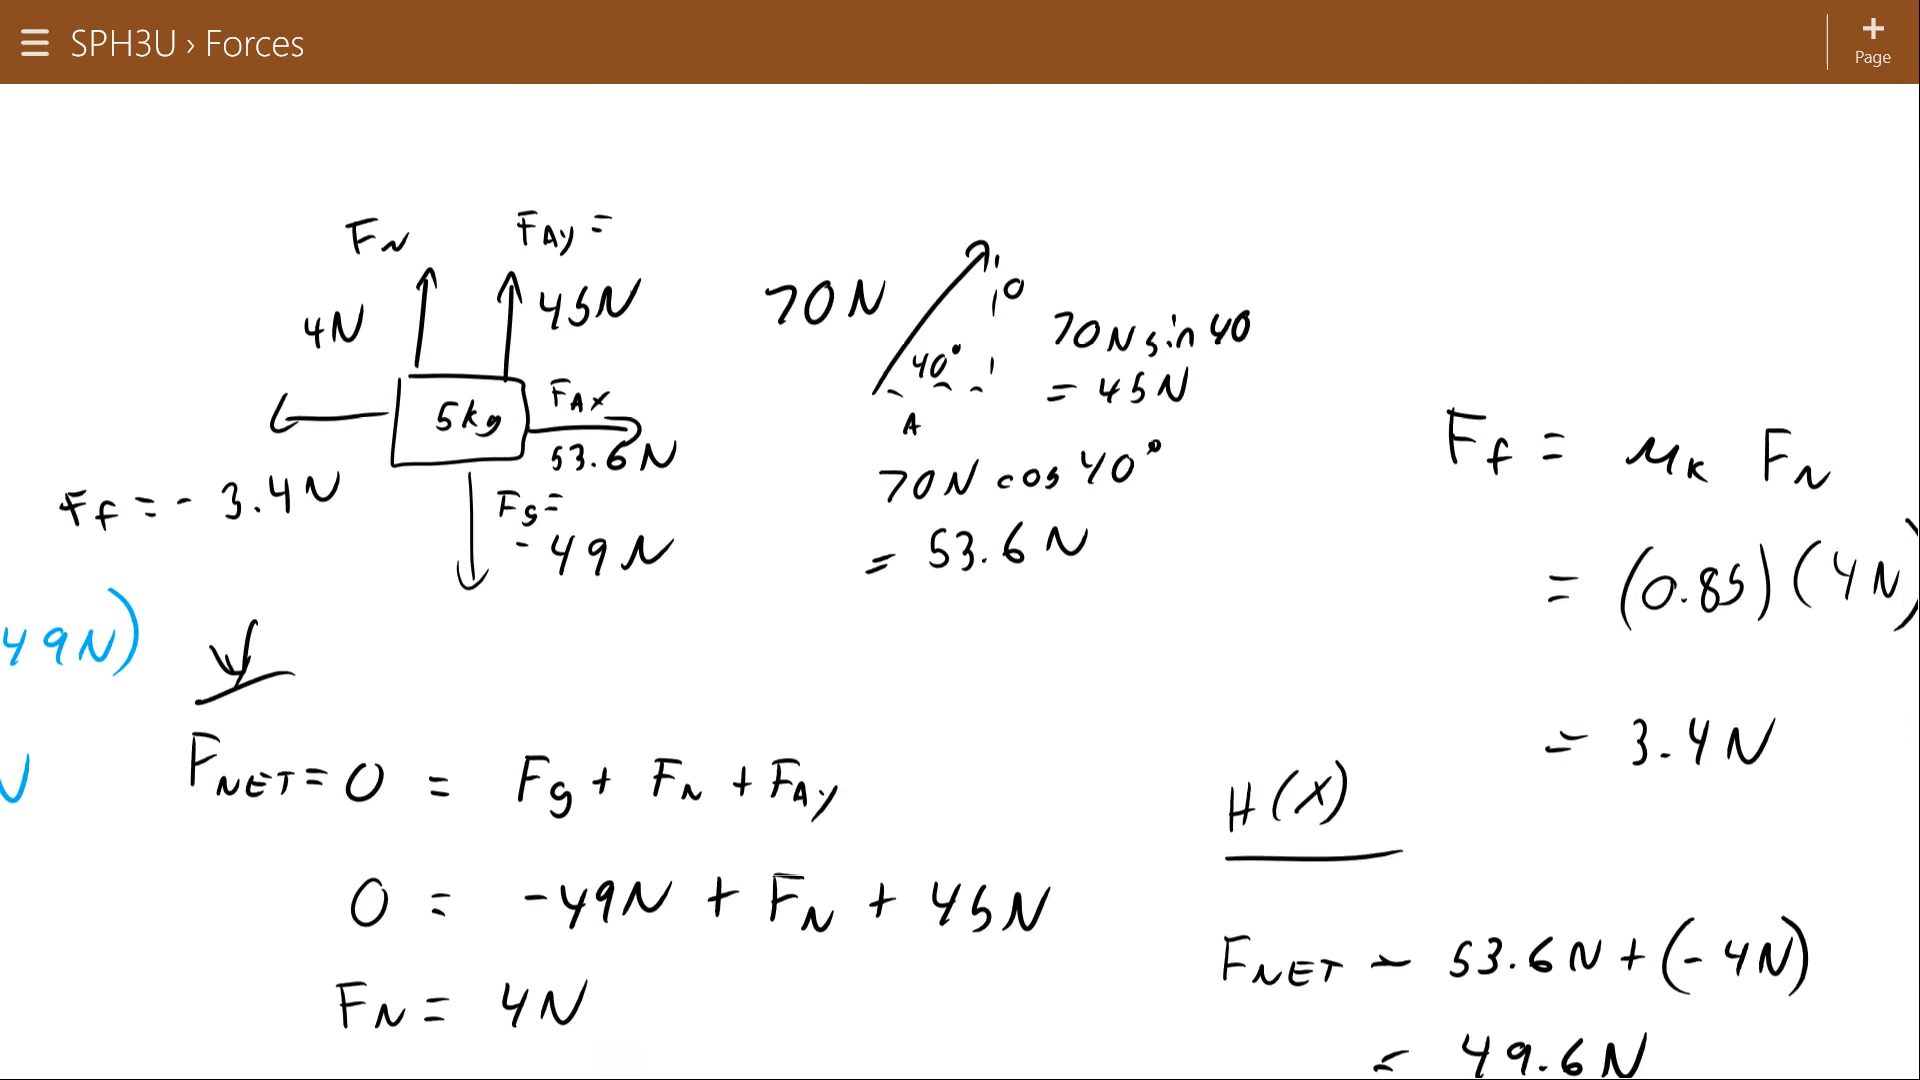 SPH3U › Forces
+
Page
FN
FAy =
45N
4N
5kg
FAx
53.6N
Ff = - 3.4N
Fg =
- 49N
70N
40°
O
A
70N sin 40
= 45N
70N cos 40°
= 53.6N
Ff = μk FN
= (0.85)(4N)
= 3.4N
49N)
FNET = 0 = Fg + FN + FAy
0 = -49N + FN + 45N
FN = 4N
H(X)
FNET = 53.6N + (-4N)
= 49.6N